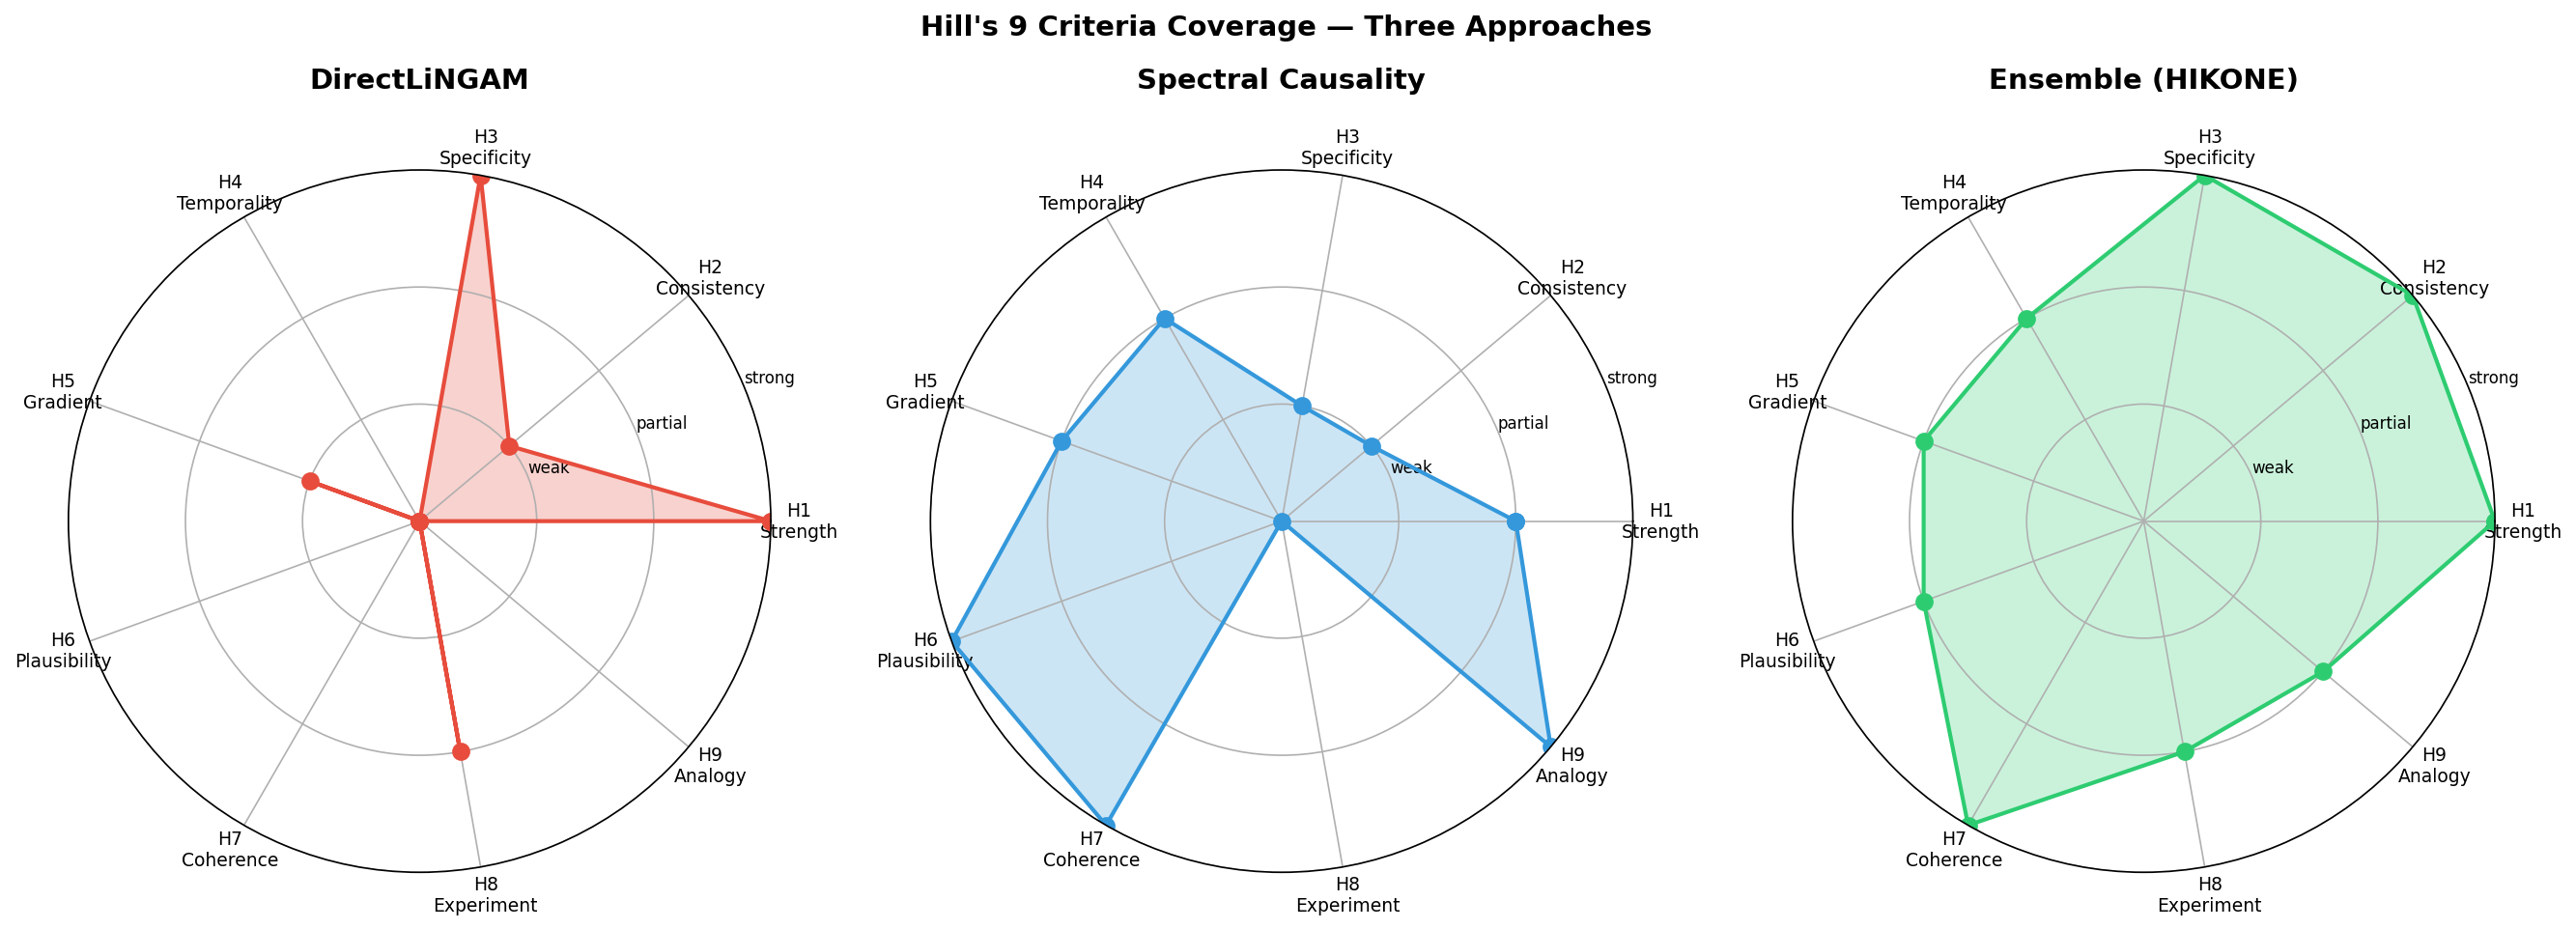 Hill's 9 Criteria Coverage — Three Approaches
DirectLiNGAM
H3
Specificity
H4
Temporality
H2
Consistency
H5
Gradient
strong
partial
weak
H1
Strength
H6
Plausibility
H9
Analogy
H7
Coherence
H8
Experiment
Spectral Causality
H3
Specificity
H4
Temporality
H2
Consistency
H5
Gradient
strong
partial
weak
H1
Strength
H6
Plausibility
H9
Analogy
H7
Coherence
H8
Experiment
Ensemble (HIKONE)
H3
Specificity
H4
Temporality
H2
Consistency
H5
Gradient
strong
partial
weak
H1
Strength
H6
Plausibility
H9
Analogy
H7
Coherence
H8
Experiment